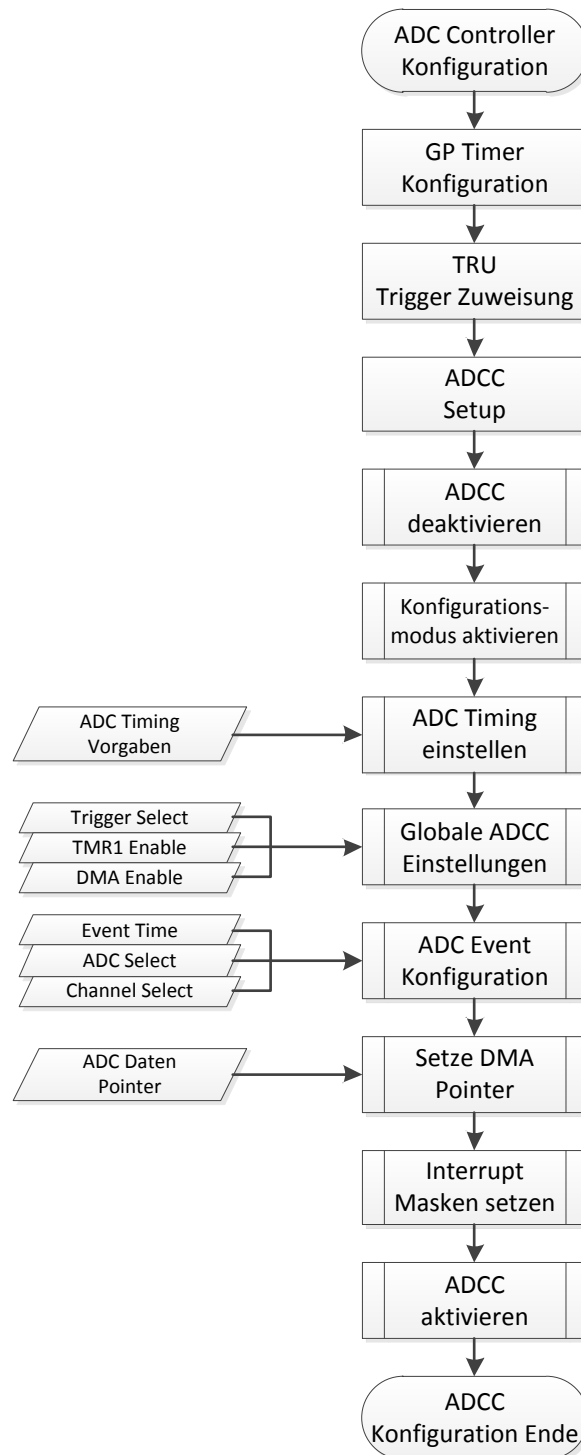 ADC Controller
Konfiguration
GP Timer
Konfiguration
TRU
Trigger Zuweisung
ADCC
Setup
ADCC
deaktivieren
Konfigurations-
modus aktivieren
ADC Timing
Vorgaben
ADC Timing
einstellen
Trigger Select
TMR1 Enable
DMA Enable
Globale ADCC
Einstellungen
Event Time
ADC Select
Channel Select
ADC Event
Konfiguration
ADC Daten
Pointer
Setze DMA
Pointer
Interrupt
Masken setzen
ADCC
aktivieren
ADCC
Konfiguration Ende